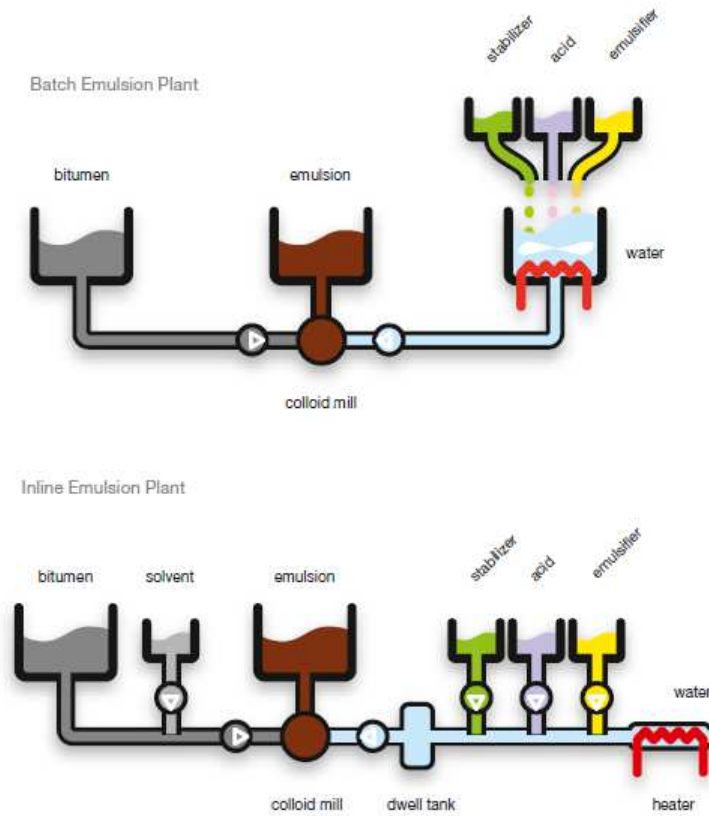 stabilizer
acid
emulsifier
Batch Emulsion Plant
bitumen
emulsion
water
colloid mill
Inline Emulsion Plant
bitumen
solvent
emulsion
stabilizer
acid
emulsifier
water
colloid mill
dwell tank
heater